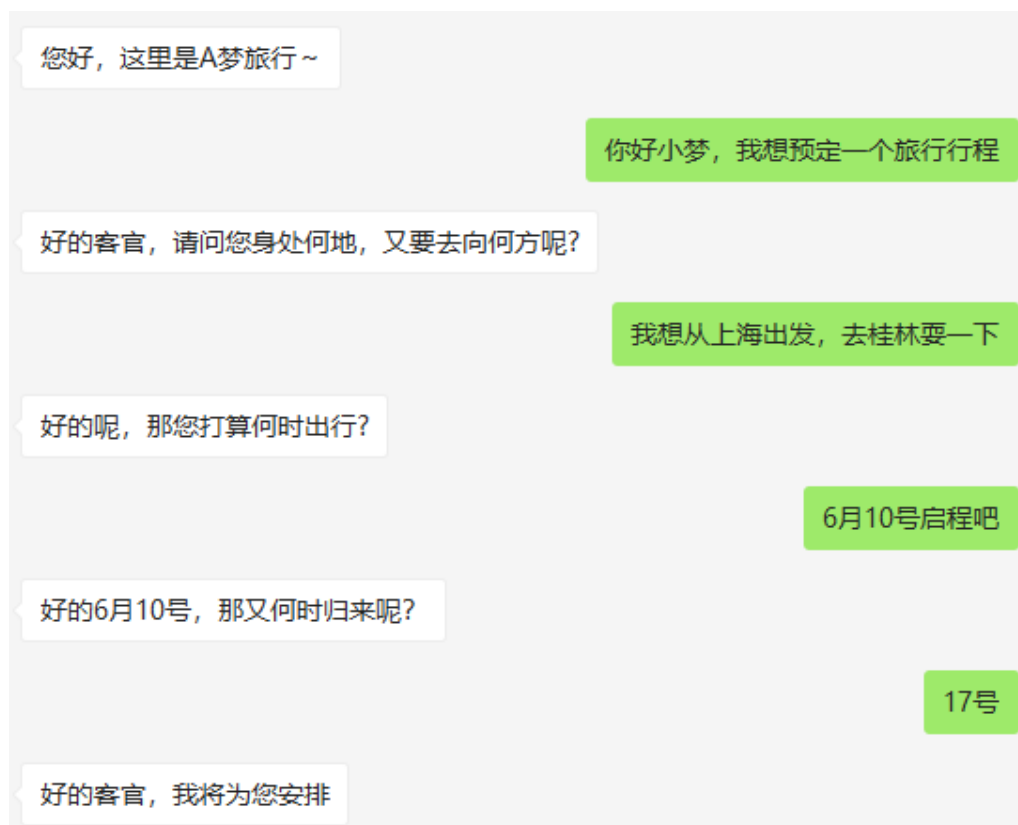 您好，这里是A梦旅行～
你好小梦，我想预定一个旅行行程
好的客官，请问您身处何地，又要去向何方呢?
我想从上海出发，去桂林耍一下
好的呢，那您打算何时出行?
6月10号启程吧
好的6月10号，那又何时归来呢?
17号
好的客官，我将为您安排